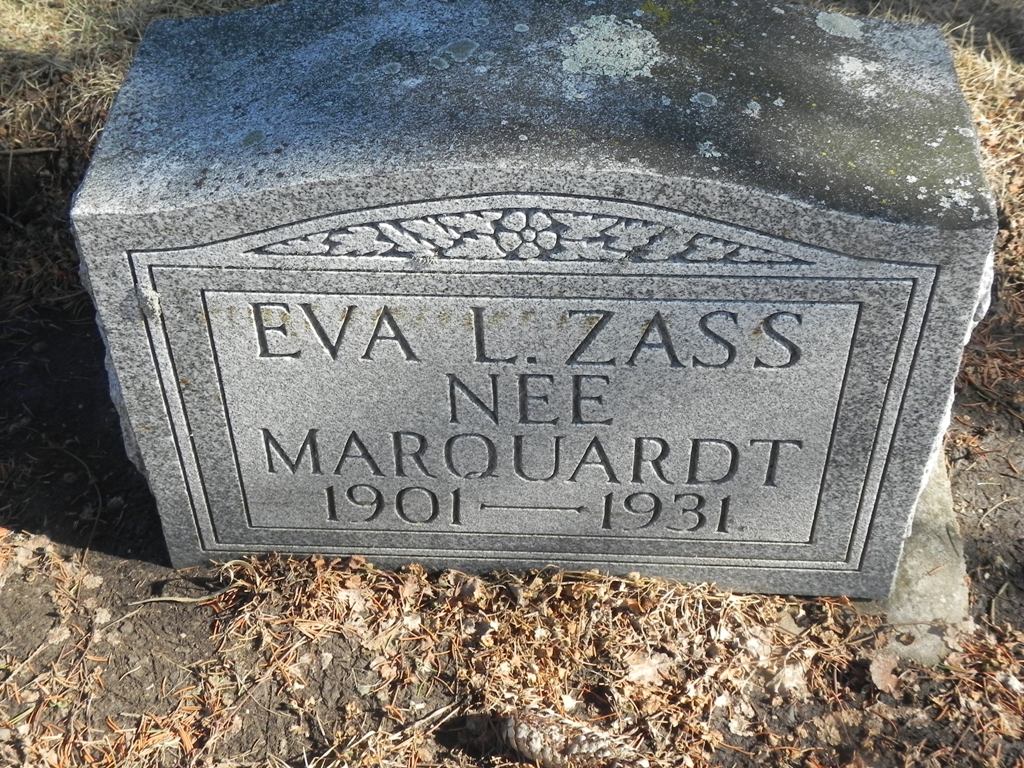 EVA L. ZASS
NEE
MARQUARDT
1901 — 1931.